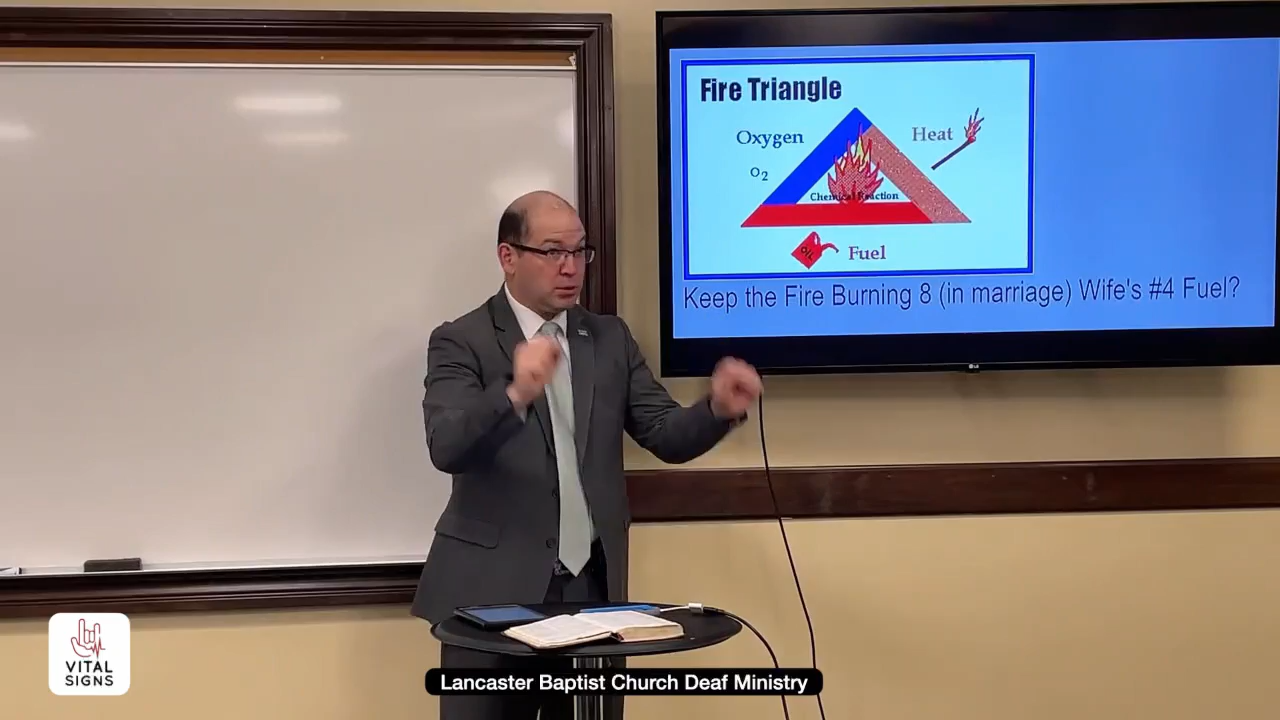 Fire Triangle
Oxygen
Heat
O2
Chemical Reaction
Fuel
Keep the Fire Burning 8 (in marriage) Wife's #4 Fuel?
LG
VITAL
SIGNS
Lancaster Baptist Church Deaf Ministry